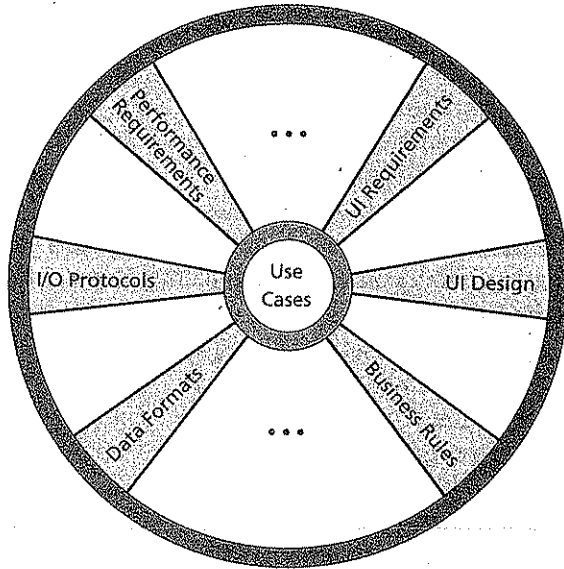 Performance
Requirements
...
UI Requirements
I/O Protocols
Use
Cases
UI Design
Data Formats
...
Business Rules